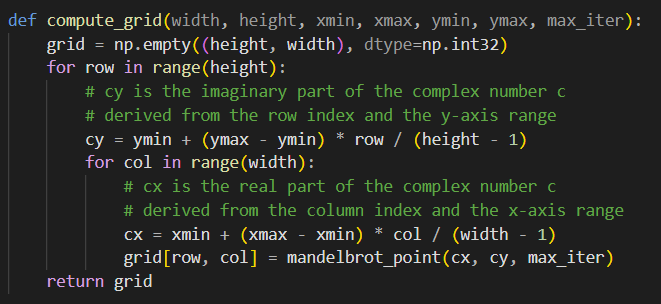 def compute_grid(width, height, xmin, xmax, ymin, ymax, max_iter):
    grid = np.empty((height, width), dtype=np.int32)
    for row in range(height):
        # cy is the imaginary part of the complex number c
        # derived from the row index and the y-axis range
        cy = ymin + (ymax - ymin) * row / (height - 1)
        for col in range(width):
            # cx is the real part of the complex number c
            # derived from the column index and the x-axis range
            cx = xmin + (xmax - xmin) * col / (width - 1)
            grid[row, col] = mandelbrot_point(cx, cy, max_iter)
    return grid